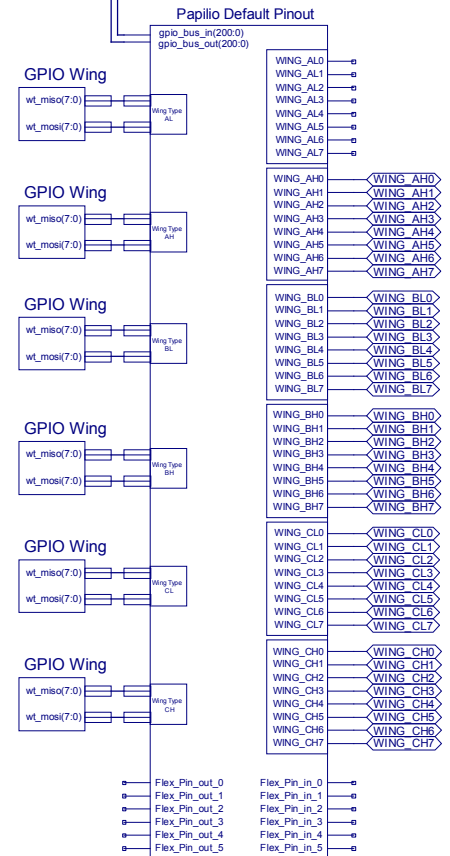 Papilio Default Pinout
gpio_bus_in(200:0)
gpio_bus_out(200:0)
GPIO Wing
wt_miso(7:0)
wt_mosi(7:0)
Wing Type
AL
WING_AL0
WING_AL1
WING_AL2
WING_AL3
WING_AL4
WING_AL5
WING_AL6
WING_AL7
GPIO Wing
wt_miso(7:0)
wt_mosi(7:0)
Wing Type
AH
WING_AH0 WING_AH0
WING_AH1 WING_AH1
WING_AH2 WING_AH2
WING_AH3 WING_AH3
WING_AH4 WING_AH4
WING_AH5 WING_AH5
WING_AH6 WING_AH6
WING_AH7 WING_AH7
GPIO Wing
wt_miso(7:0)
wt_mosi(7:0)
Wing Type
BL
WING_BL0 WING_BL0
WING_BL1 WING_BL1
WING_BL2 WING_BL2
WING_BL3 WING_BL3
WING_BL4 WING_BL4
WING_BL5 WING_BL5
WING_BL6 WING_BL6
WING_BL7 WING_BL7
GPIO Wing
wt_miso(7:0)
wt_mosi(7:0)
Wing Type
BH
WING_BH0 WING_BH0
WING_BH1 WING_BH1
WING_BH2 WING_BH2
WING_BH3 WING_BH3
WING_BH4 WING_BH4
WING_BH5 WING_BH5
WING_BH6 WING_BH6
WING_BH7 WING_BH7
GPIO Wing
wt_miso(7:0)
wt_mosi(7:0)
Wing Type
CL
WING_CL0 WING_CL0
WING_CL1 WING_CL1
WING_CL2 WING_CL2
WING_CL3 WING_CL3
WING_CL4 WING_CL4
WING_CL5 WING_CL5
WING_CL6 WING_CL6
WING_CL7 WING_CL7
GPIO Wing
wt_miso(7:0)
wt_mosi(7:0)
Wing Type
CH
WING_CH0 WING_CH0
WING_CH1 WING_CH1
WING_CH2 WING_CH2
WING_CH3 WING_CH3
WING_CH4 WING_CH4
WING_CH5 WING_CH5
WING_CH6 WING_CH6
WING_CH7 WING_CH7
Flex_Pin_out_0 Flex_Pin_in_0
Flex_Pin_out_1 Flex_Pin_in_1
Flex_Pin_out_2 Flex_Pin_in_2
Flex_Pin_out_3 Flex_Pin_in_3
Flex_Pin_out_4 Flex_Pin_in_4
Flex_Pin_out_5 Flex_Pin_in_5